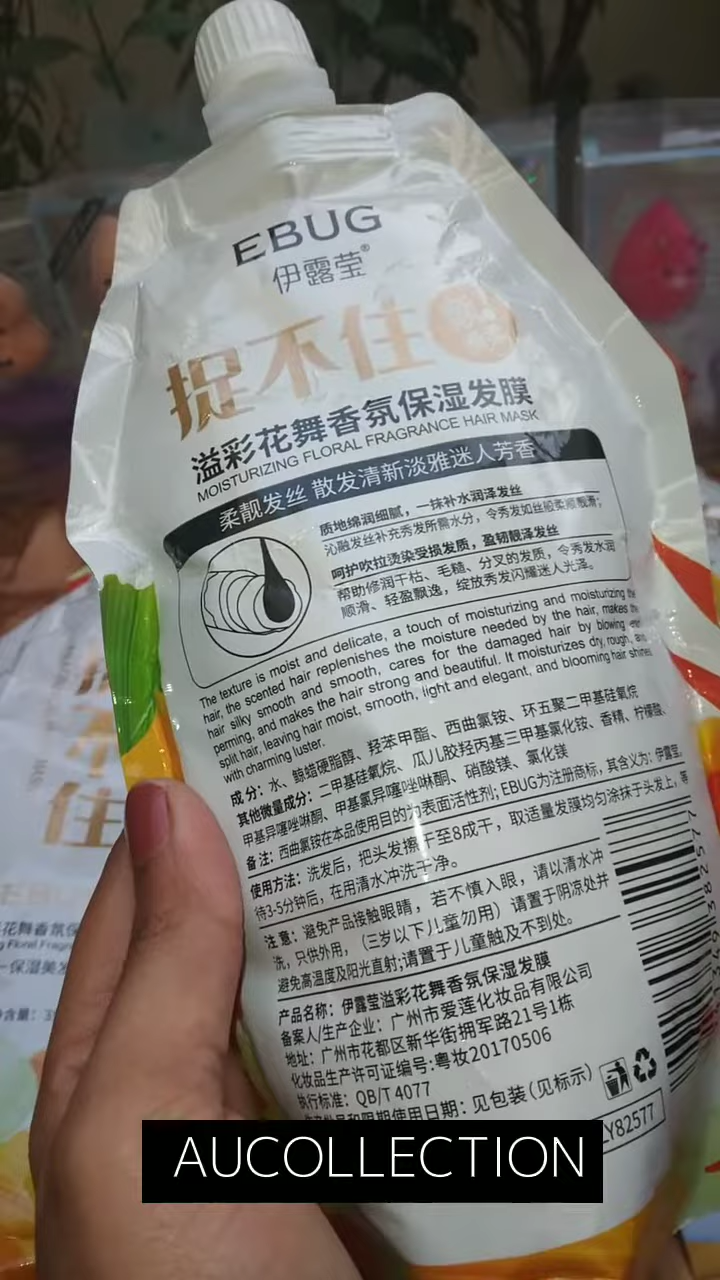 EBUG
伊露莹®
捉不住
溢彩花舞香氛保湿发膜
MOISTURIZING FLORAL FRAGRANCE HAIR MASK
柔靓发丝 散发清新淡雅迷人芳香
质地绵润细腻，一抹补水润泽发丝
沁融发丝补充秀发所需水分，令秀发如丝般柔顺靓滑；
呵护吹拉烫染受损发质，盈韧靓泽发丝
帮助修润干枯、毛糙、分叉的发质，令秀发水润
顺滑、轻盈飘逸，绽放秀发闪耀迷人光泽。
The texture is moist and delicate, a touch of moisturizing and moisturizing the
hair, the scented hair replenishes the moisture needed by the hair, makes the
hair silky smooth and smooth, cares for the damaged hair by blowing and
perming, and makes the hair strong and beautiful. It moisturizes dry, rough, and
split hair, leaving hair moist, smooth, light and elegant, and blooming hair shines
with charming luster.
成 分：水、鲸蜡硬脂醇、羟苯甲酯、西曲氯铵、环五聚二甲基硅氧烷
其他微量成分：二甲基硅氧烷、瓜儿胶羟丙基三甲基氯化铵、香精、柠檬酸、
甲基异噻唑啉酮、甲基氯异噻唑啉酮、硝酸镁、氯化镁
备 注：西曲氯铵在本品使用目的为表面活性剂; EBUG为注册商标，其含义为：伊露莹
使用方法：洗发后，把头发擦干至8成干，取适量发膜均匀涂抹于头发上，等
待3-5分钟后，在用清水冲洗干净。
注 意：避免产品接触眼睛，若不慎入眼，请以清水冲
洗，只供外用，（三岁以下儿童勿用）请置于阴凉处并
避免高温度及阳光直射;请置于儿童触及不到处。
产品名称：伊露莹溢彩花舞香氛保湿发膜
备案人/生产企业：广州市爱莲化妆品有限公司
地址：广州市花都区新华街拥军路21号1栋
化妆品生产许可证编号:粤妆20170506
执行标准：QB/T 4077
期使用日期：见包装(见标示)
Y82577
AUCOLLECTION